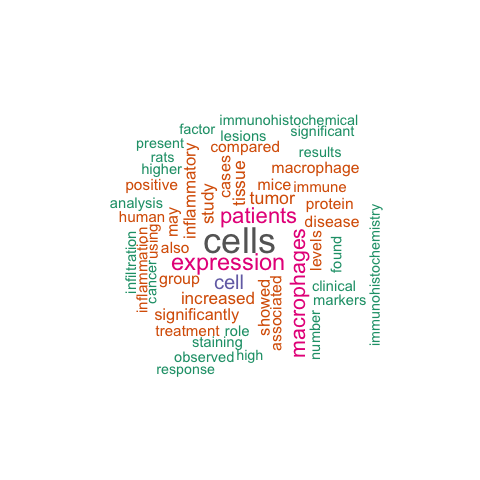 immunohistochemical
factor
significant
lesions
present
compared
results
rats
inflammatory
cases
tissue
macrophage
higher
positive
mice
immune
study
tumor
analysis
protein
human
may
patients
disease
using
cells
levels
found
immunohistochemistry
also
infiltration
inflammation
cancer
expression
macrophages
group
cell
clinical
increased
markers
associated
showed
significantly
number
treatment
role
staining
observed
high
response